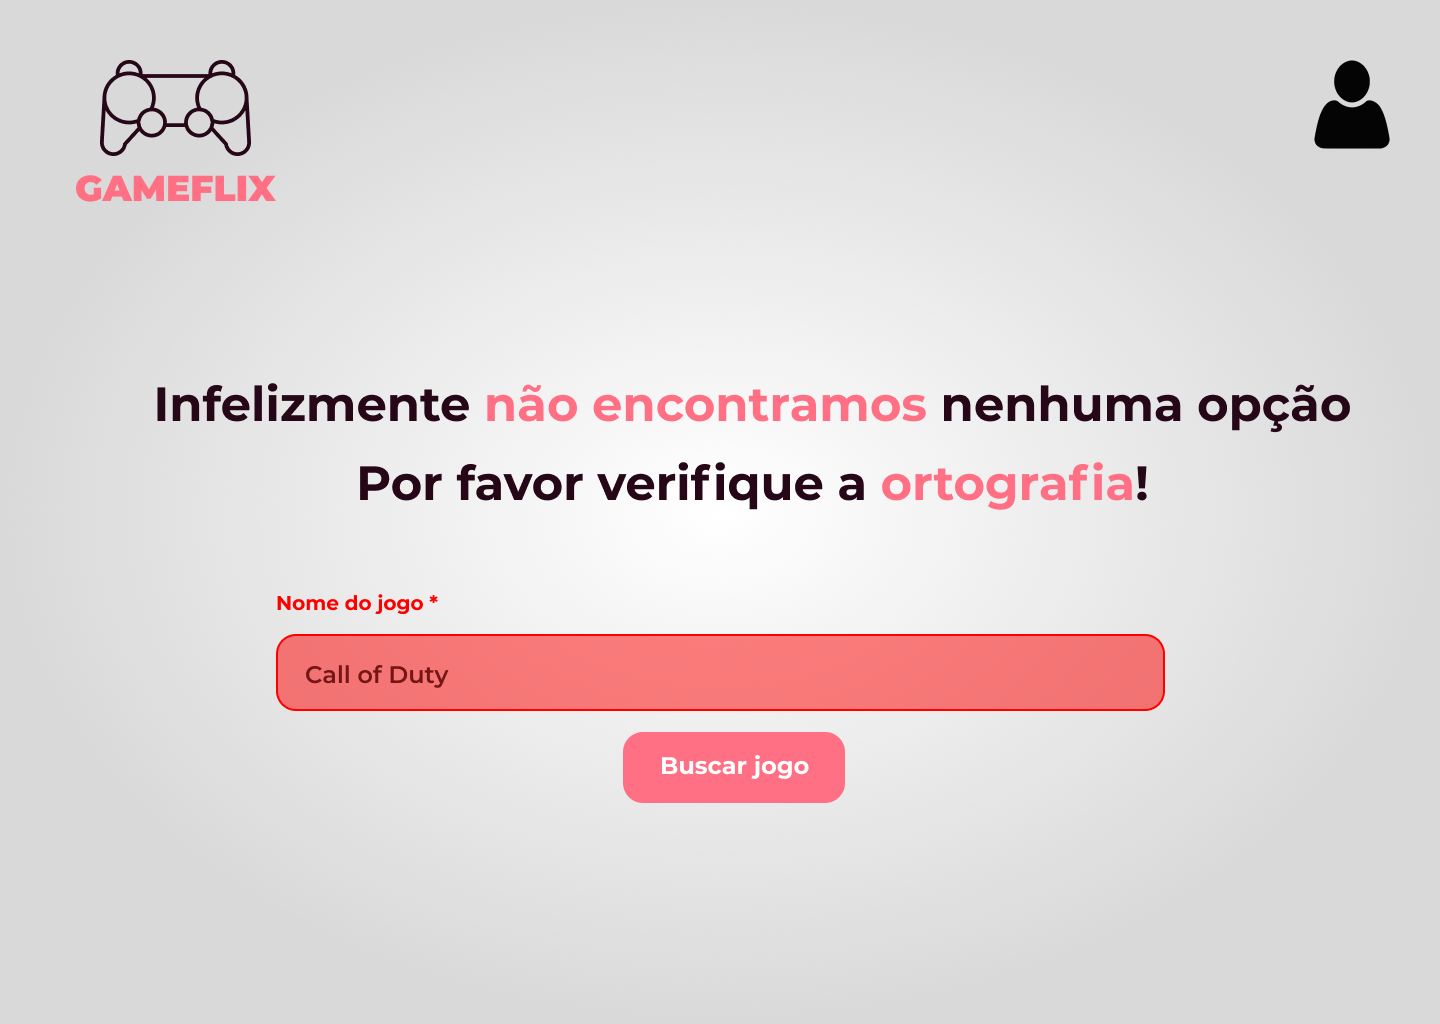 GAMEFLIX
Infelizmente não encontramos nenhuma opção
Por favor verifique a ortografia!
Nome do jogo *
Call of Duty
Buscar jogo